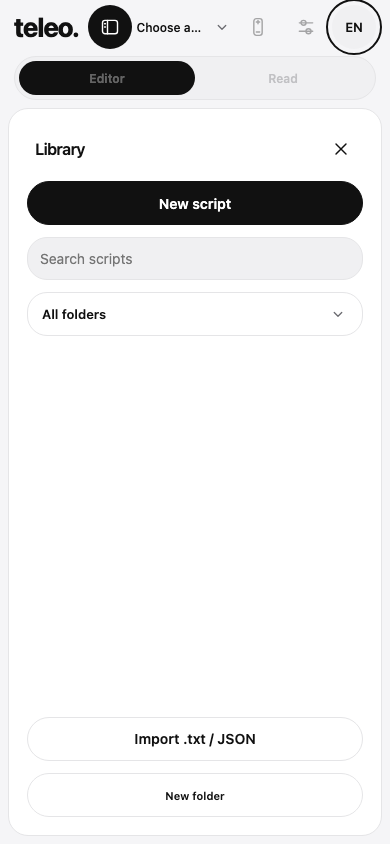 teleo.
Choose a...
EN
Editor
Read
Library
New script
Search scripts
All folders
Import .txt / JSON
New folder